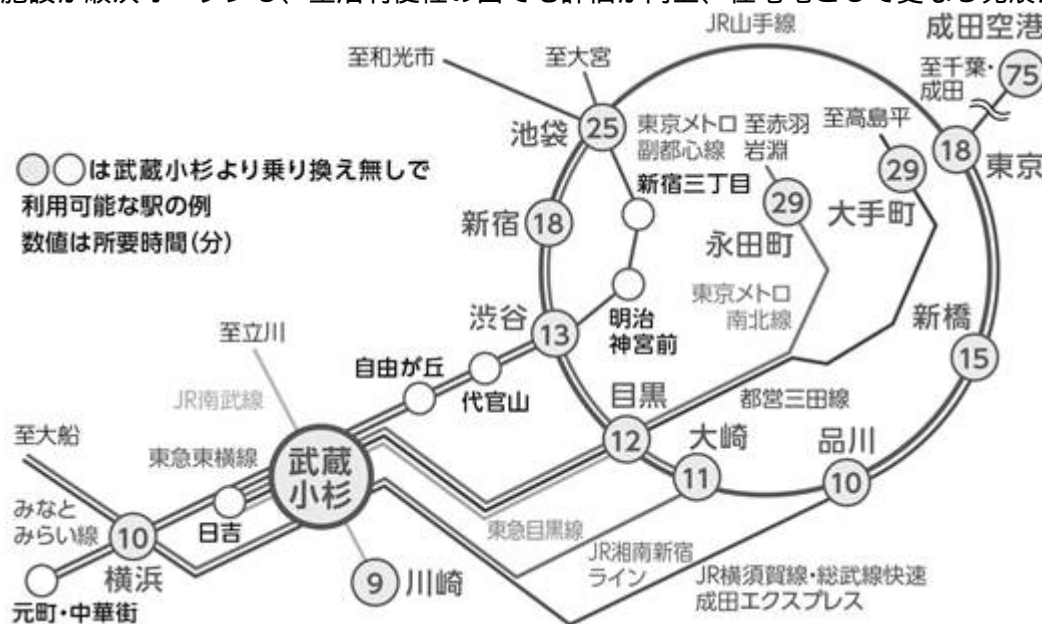 JR山手線
成田空港
至和光市
至大宮
至千葉・
成田
75
池袋
25
東京メトロ
副都心線
至赤羽
岩淵
至高島平
18
東京
○○は武蔵小杉より乗り換え無しで
利用可能な駅の例
数値は所要時間(分)
新宿三丁目
29
大手町
新宿
18
29
永田町
東京メトロ
南北線
渋谷
13
明治
神宮前
新橋
15
至立川
自由が丘
代官山
JR南武線
目黒
12
都営三田線
至大船
東急東横線
武蔵
小杉
大崎
11
品川
10
みなと
みらい線
10
横浜
日吉
東急目黒線
9
川崎
JR湘南新宿
ライン
JR横須賀線・総武線快速
成田エクスプレス
元町・中華街